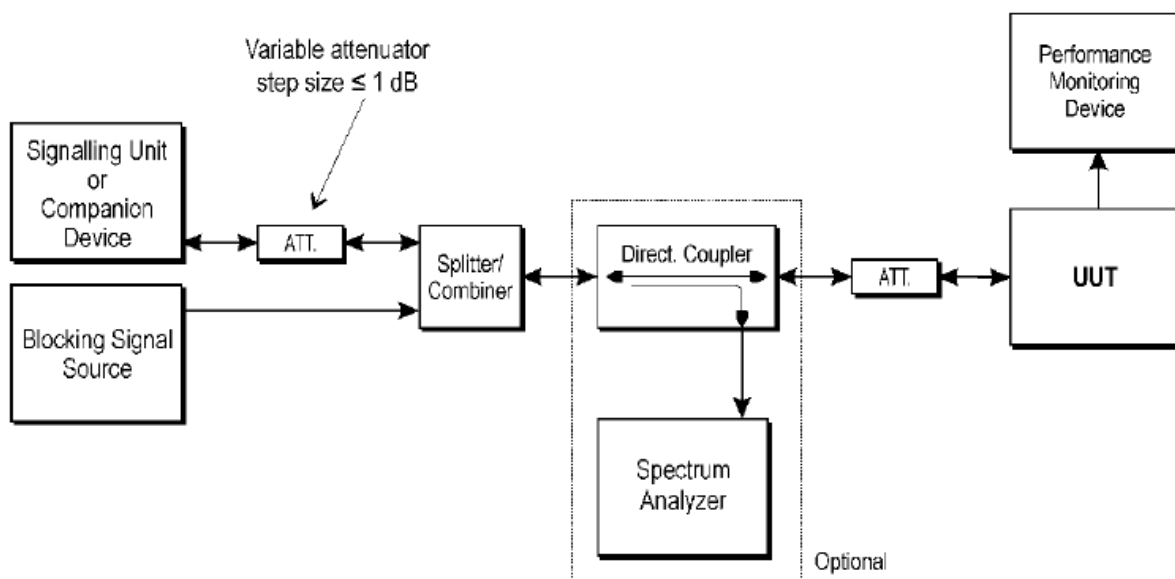 Variable attenuator
step size ≤ 1 dB
Signalling Unit
or
Companion
Device
ATT.
Blocking Signal
Source
Splitter/
Combiner
Direct. Coupler
Spectrum
Analyzer
Optional
ATT.
Performance
Monitoring
Device
UUT